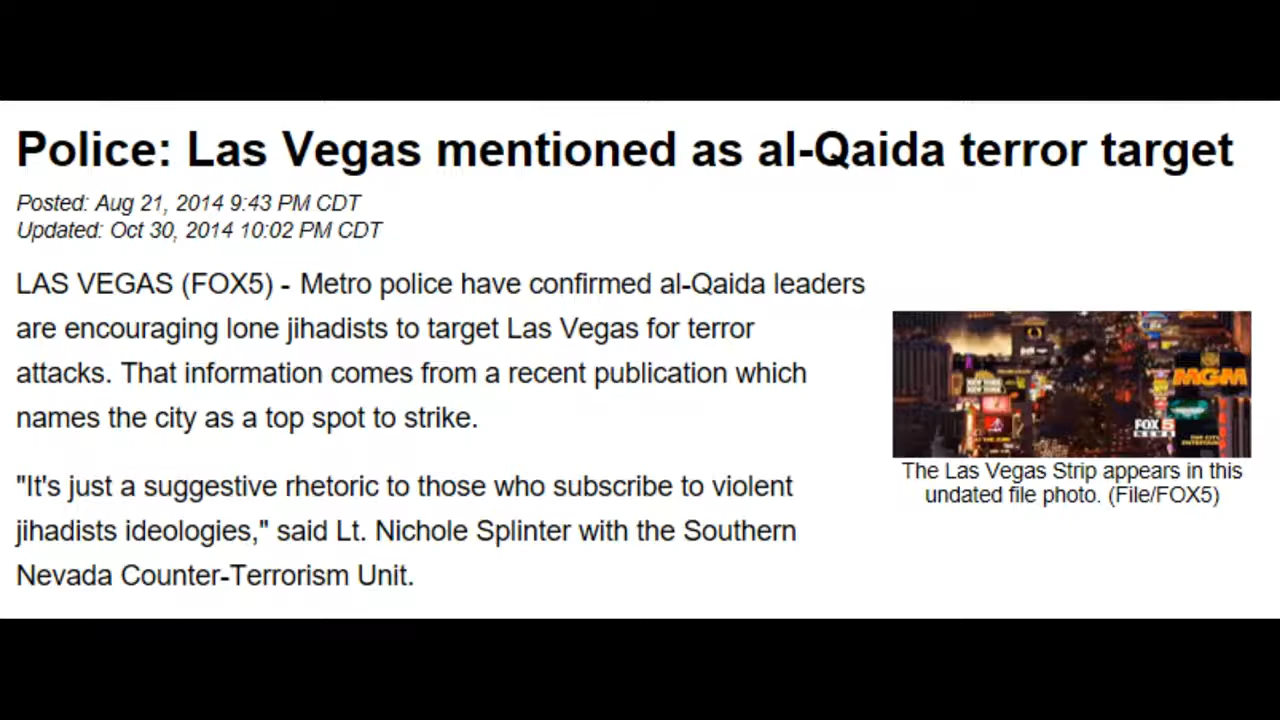 Police: Las Vegas mentioned as al-Qaida terror target
Posted: Aug 21, 2014 9:43 PM CDT
Updated: Oct 30, 2014 10:02 PM CDT
LAS VEGAS (FOX5) - Metro police have confirmed al-Qaida leaders
are encouraging lone jihadists to target Las Vegas for terror
attacks. That information comes from a recent publication which
names the city as a top spot to strike.
"It's just a suggestive rhetoric to those who subscribe to violent
jihadists ideologies," said Lt. Nichole Splinter with the Southern
Nevada Counter-Terrorism Unit.
MGM
FOX 5
NEWS
The Las Vegas Strip appears in this
undated file photo. (File/FOX5)